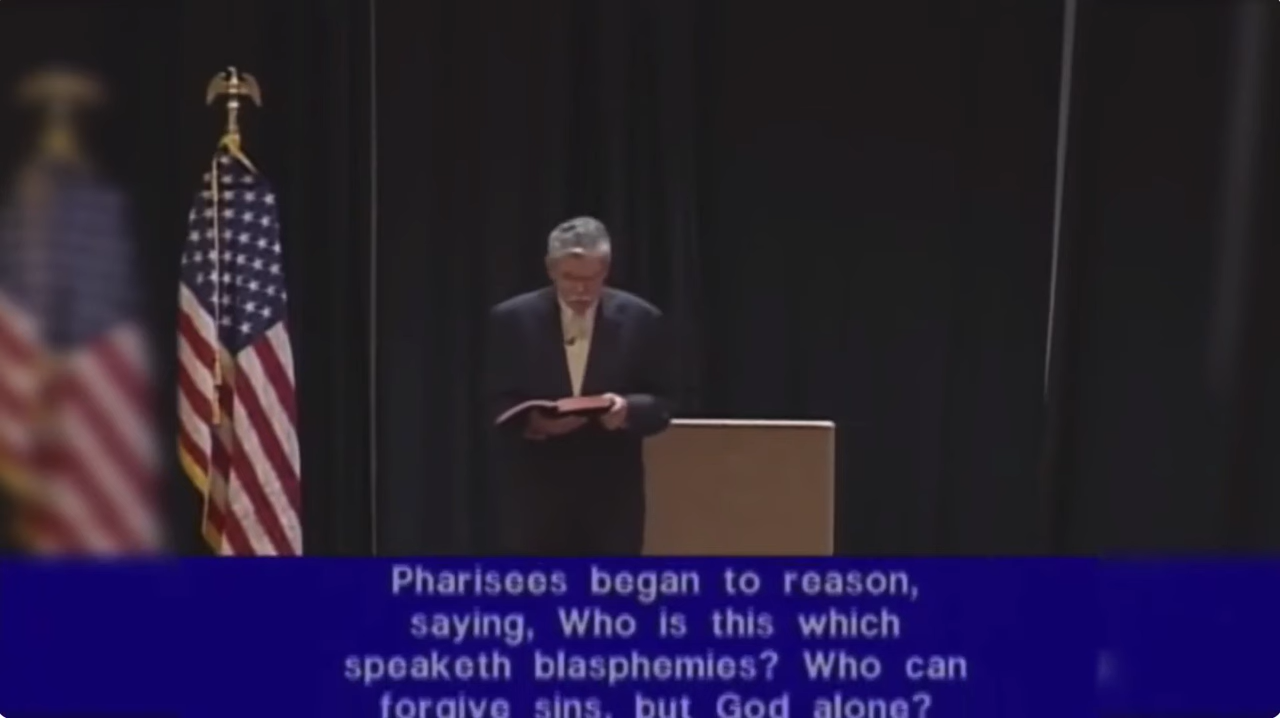 Pharisees began to reason,
saying, Who is this which
speaketh blasphemies? Who can
forgive sins, but God alone?